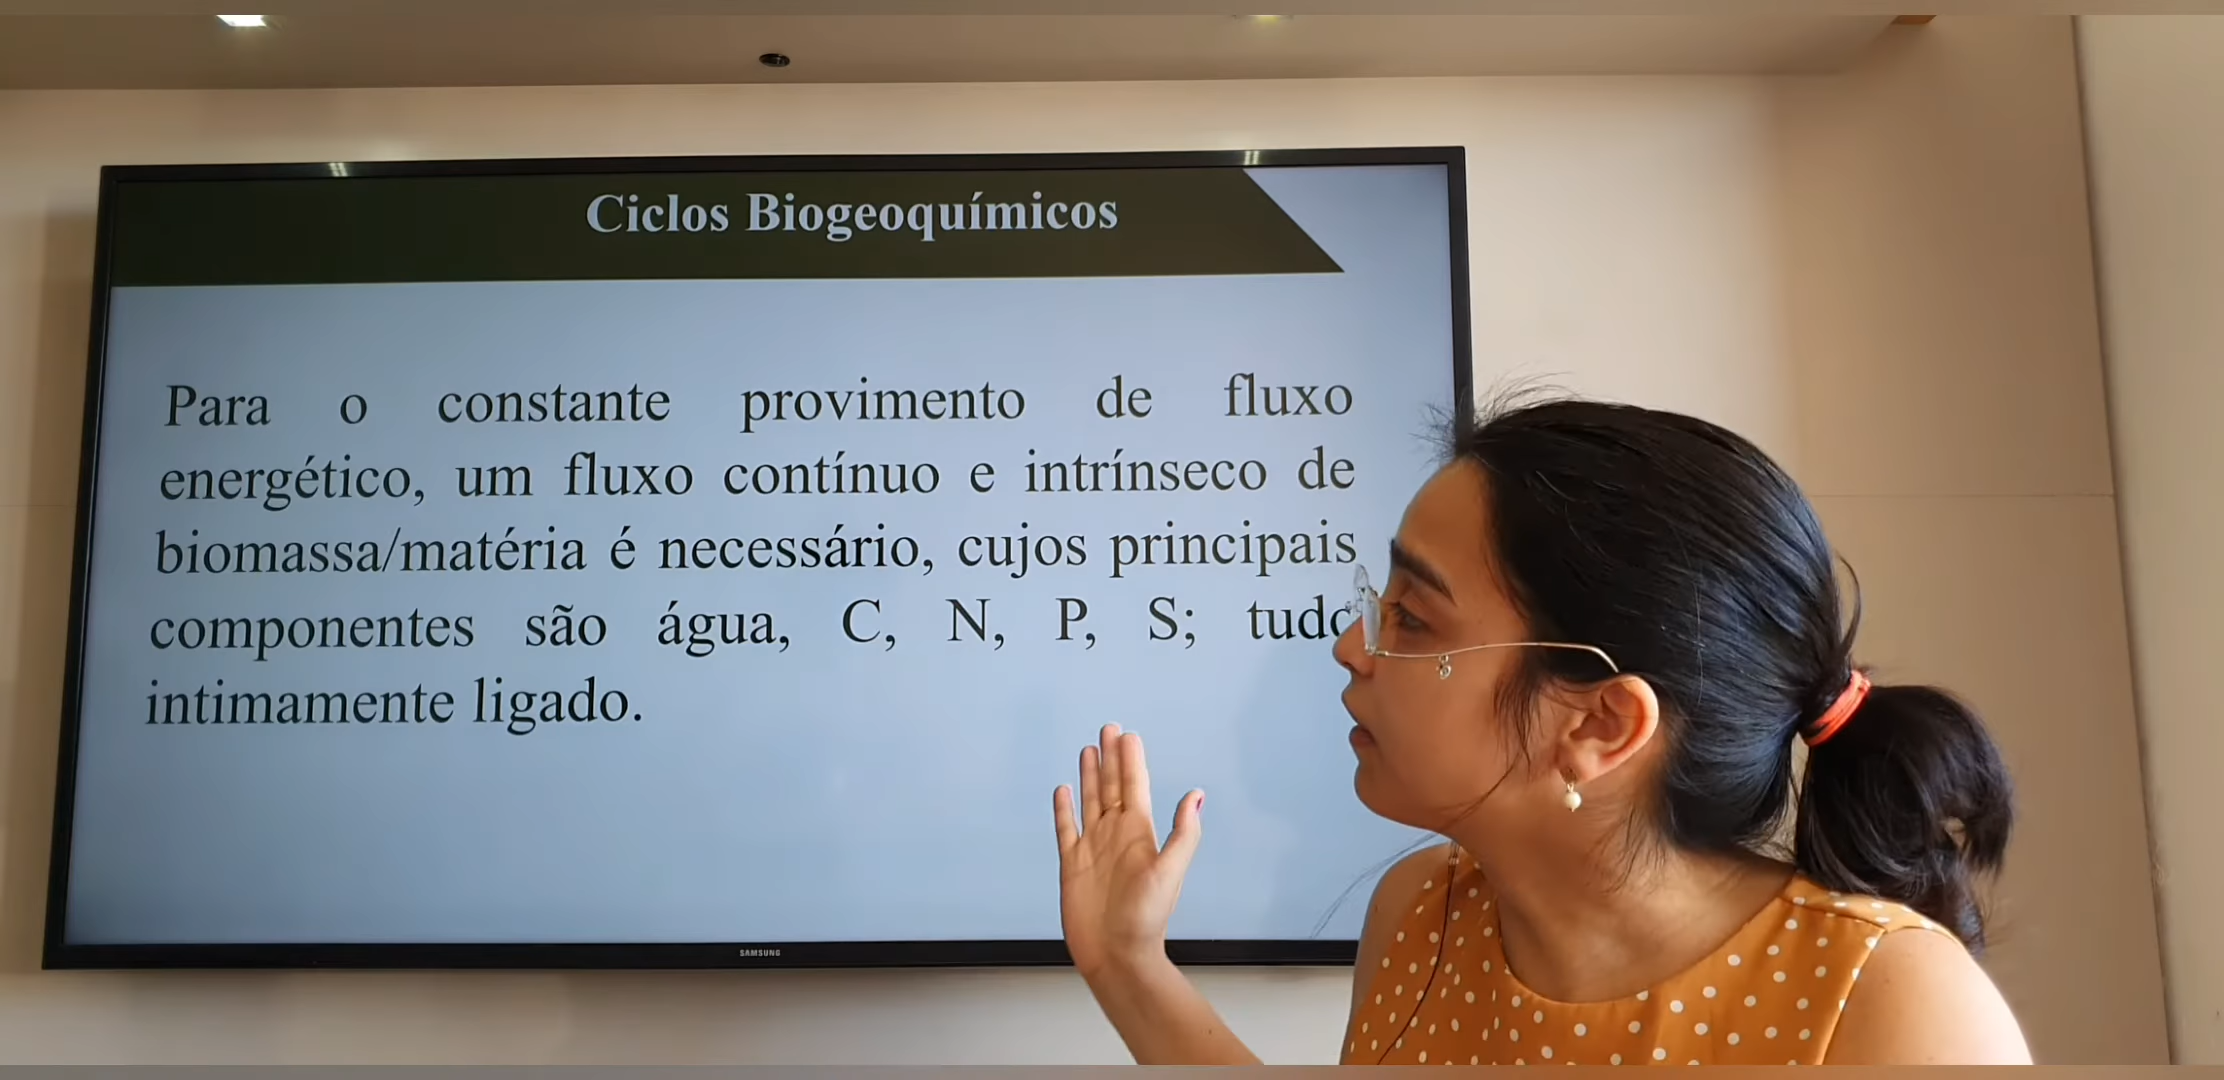 Ciclos Biogeoquímicos
Para o constante provimento de fluxo
energético, um fluxo contínuo e intrínseco de
biomassa/matéria é necessário, cujos principais
componentes são água, C, N, P, S; tudo
intimamente ligado.
SAMSUNG